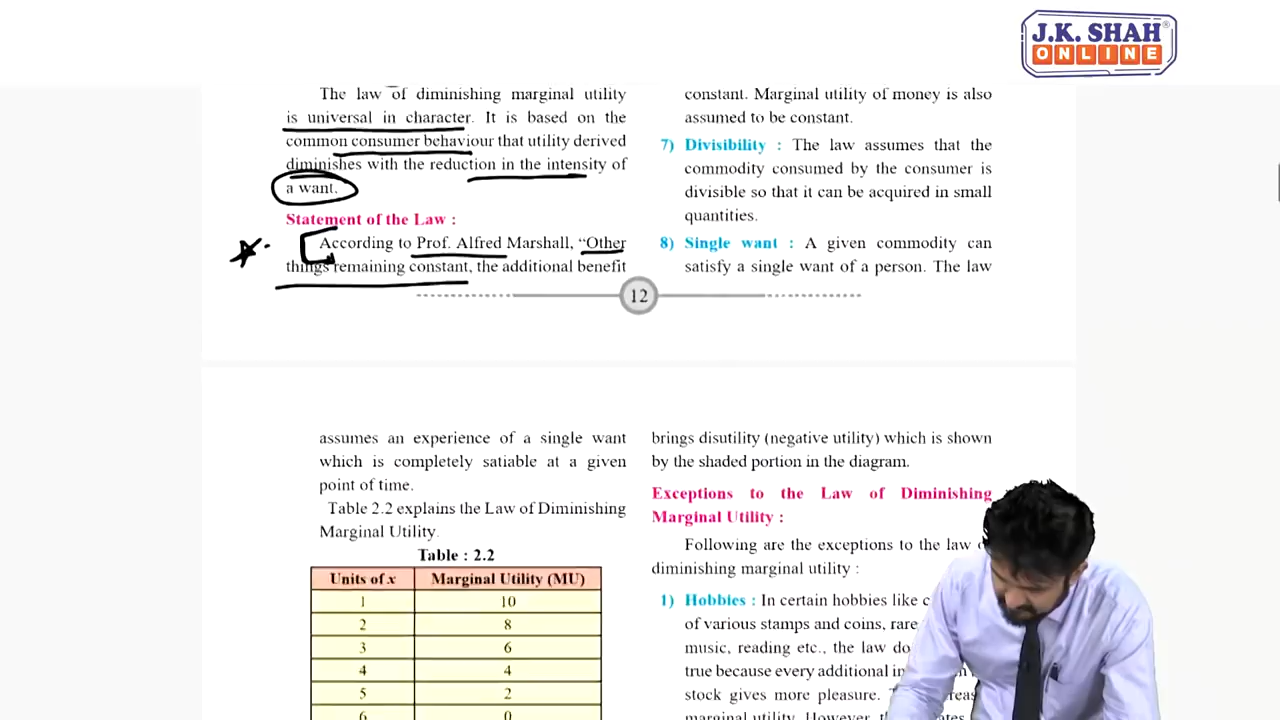 J.K. SHAH®
ONLINE
The law of diminishing marginal utility
is universal in character. It is based on the
common consumer behaviour that utility derived
diminishes with the reduction in the intensity of
a want.
Statement of the Law :
According to Prof. Alfred Marshall, “Other
things remaining constant, the additional benefit
constant. Marginal utility of money is also
assumed to be constant.
7) Divisibility : The law assumes that the
commodity consumed by the consumer is
divisible so that it can be acquired in small
quantities.
8) Single want : A given commodity can
satisfy a single want of a person. The law
12
assumes an experience of a single want
which is completely satiable at a given
point of time.
Table 2.2 explains the Law of Diminishing
Marginal Utility.
Table : 2.2
Units of x Marginal Utility (MU)
1 10
2 8
3 6
4 4
5 2
6 0
brings disutility (negative utility) which is shown
by the shaded portion in the diagram.
Exceptions to the Law of Diminishing
Marginal Utility :
Following are the exceptions to the law
diminishing marginal utility :
1) Hobbies : In certain hobbies like
of various stamps and coins, rare
music, reading etc., the law
true because every additional
stock gives more pleasure.
marginal utility. However